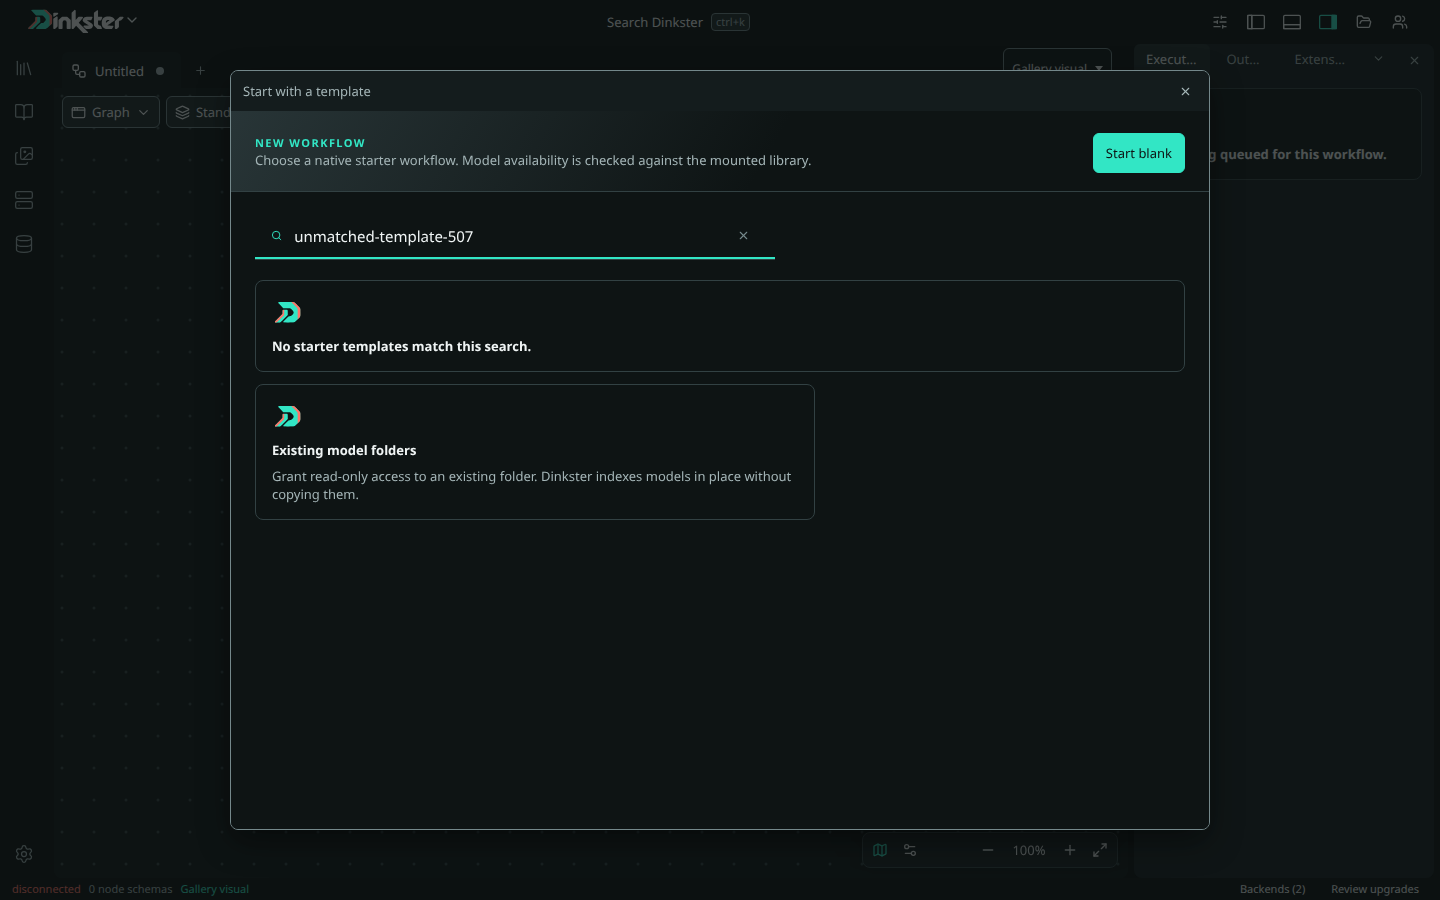 Dinkster
Search Dinkster ctrl+k
Untitled
Gallery visual
Execut...
Out...
Extens...
Graph
Stand
Start with a template
NEW WORKFLOW
Choose a native starter workflow. Model availability is checked against the mounted library.
Start blank
g queued for this workflow.
unmatched-template-507
No starter templates match this search.
Existing model folders
Grant read-only access to an existing folder. Dinkster indexes models in place without
copying them.
100%
disconnected 0 node schemas Gallery visual
Backends (2)
Review upgrades